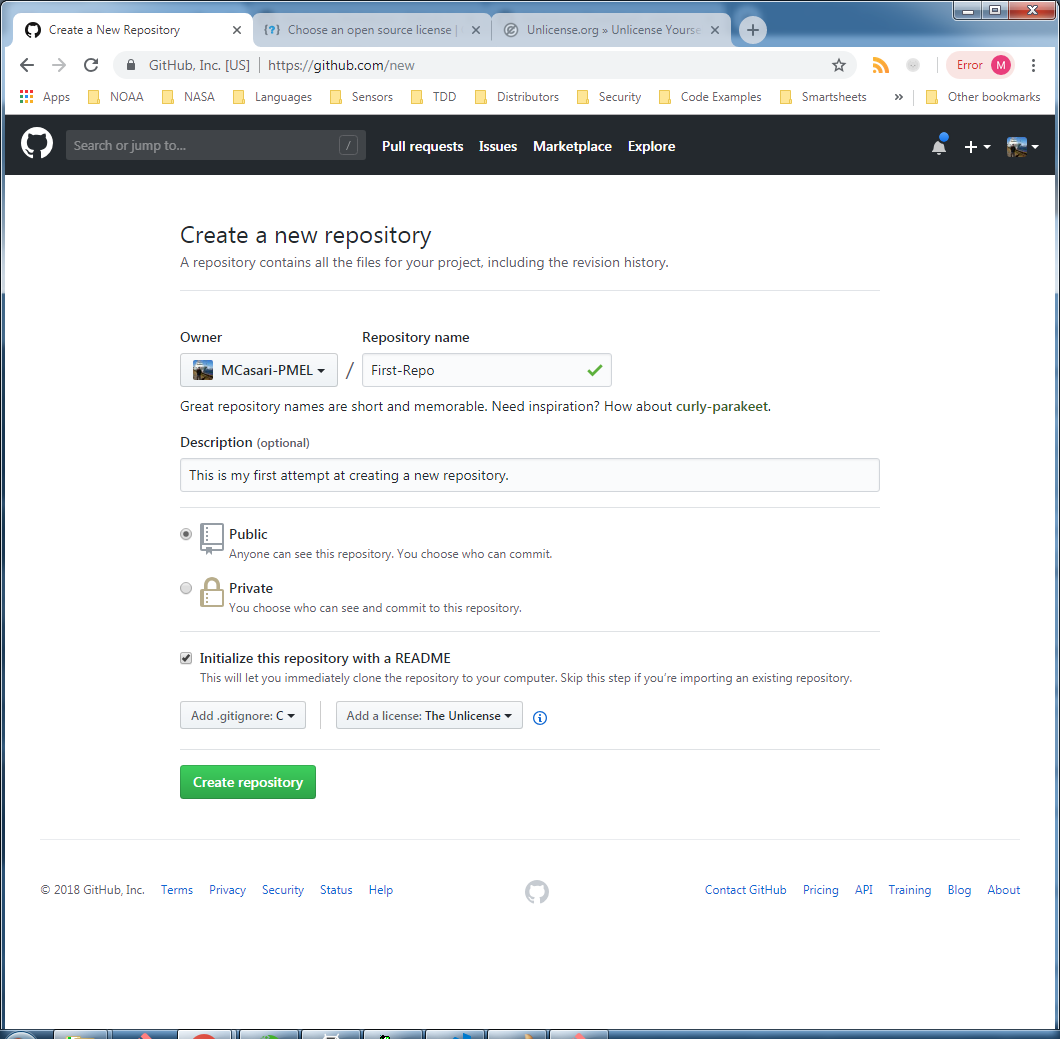 Create a New Repository
Choose an open source license |
Unlicense.org » Unlicense Yourse
GitHub, Inc. [US] | https://github.com/new
Error M
Apps NOAA NASA Languages Sensors TDD Distributors Security Code Examples Smartsheets » Other bookmarks
Search or jump to... / Pull requests Issues Marketplace Explore
Create a new repository
A repository contains all the files for your project, including the revision history.
Owner Repository name
MCasari-PMEL / First-Repo
Great repository names are short and memorable. Need inspiration? How about curly-parakeet.
Description (optional)
This is my first attempt at creating a new repository.
Public
Anyone can see this repository. You choose who can commit.
Private
You choose who can see and commit to this repository.
Initialize this repository with a README
This will let you immediately clone the repository to your computer. Skip this step if you’re importing an existing repository.
Add .gitignore: C Add a license: The Unlicense
Create repository
© 2018 GitHub, Inc. Terms Privacy Security Status Help Contact GitHub Pricing API Training Blog About